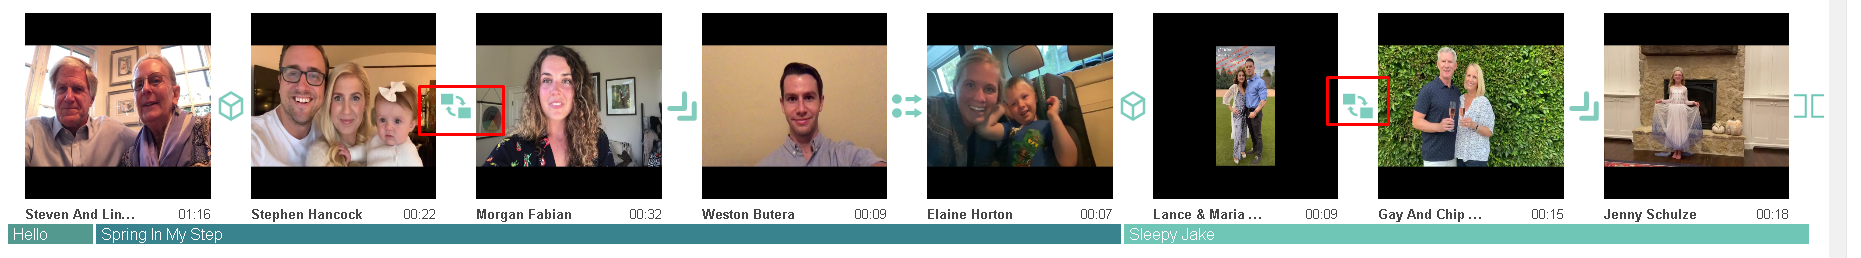 Steven And Lin... 01:16
Stephen Hancock 00:22
Morgan Fabian 00:32
Weston Butera 00:09
Elaine Horton 00:07
Lance & Maria ... 00:09
Gay And Chip ... 00:15
Jenny Schulze 00:18
Hello
Spring In My Step
Sleepy Jake